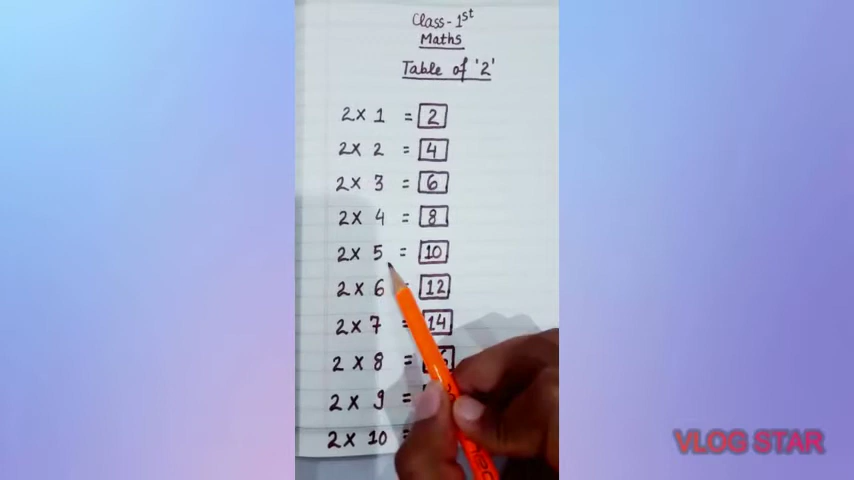 Class-1st
Maths
Table of '2'
2 x 1 = 2
2 x 2 = 4
2 x 3 = 6
2 x 4 = 8
2 x 5 = 10
2 x 6 = 12
2 x 7 = 14
2 x 8 =
2 x 9 =
2 x 10 =
VLOG STAR